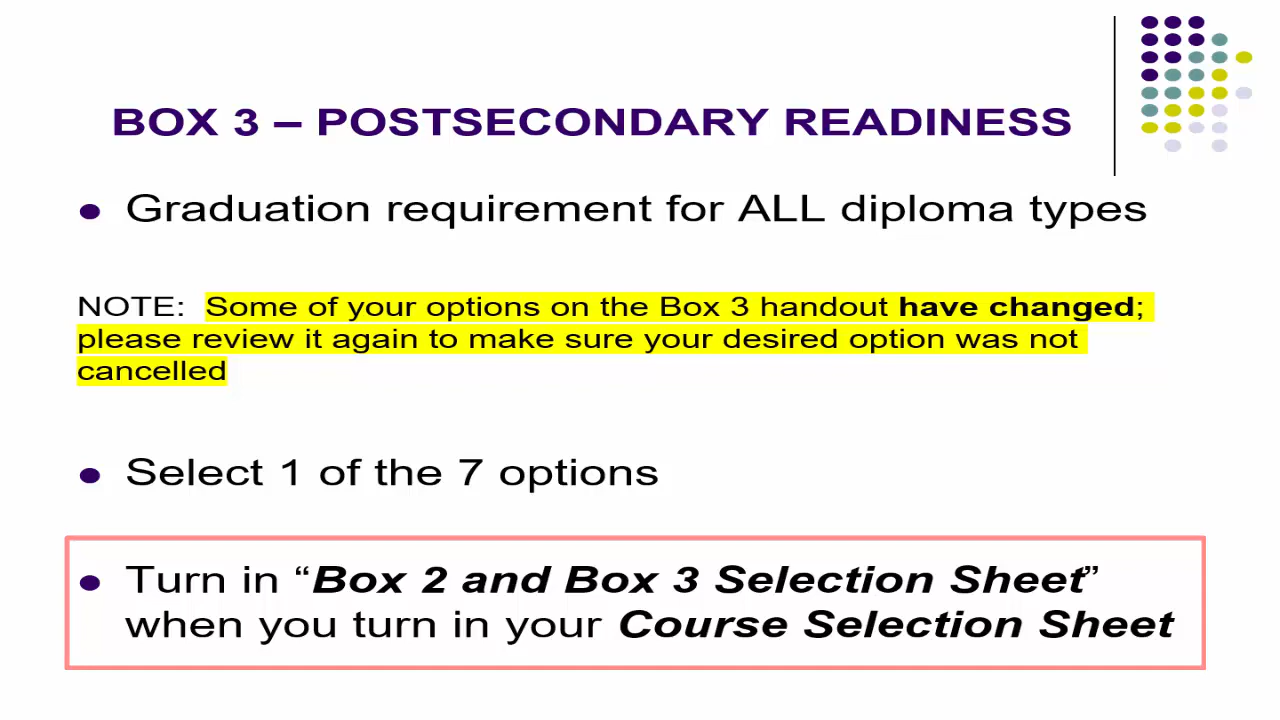 BOX 3 – POSTSECONDARY READINESS
● Graduation requirement for ALL diploma types
NOTE: Some of your options on the Box 3 handout have changed;
please review it again to make sure your desired option was not
cancelled
● Select 1 of the 7 options
● Turn in “Box 2 and Box 3 Selection Sheet”
when you turn in your Course Selection Sheet